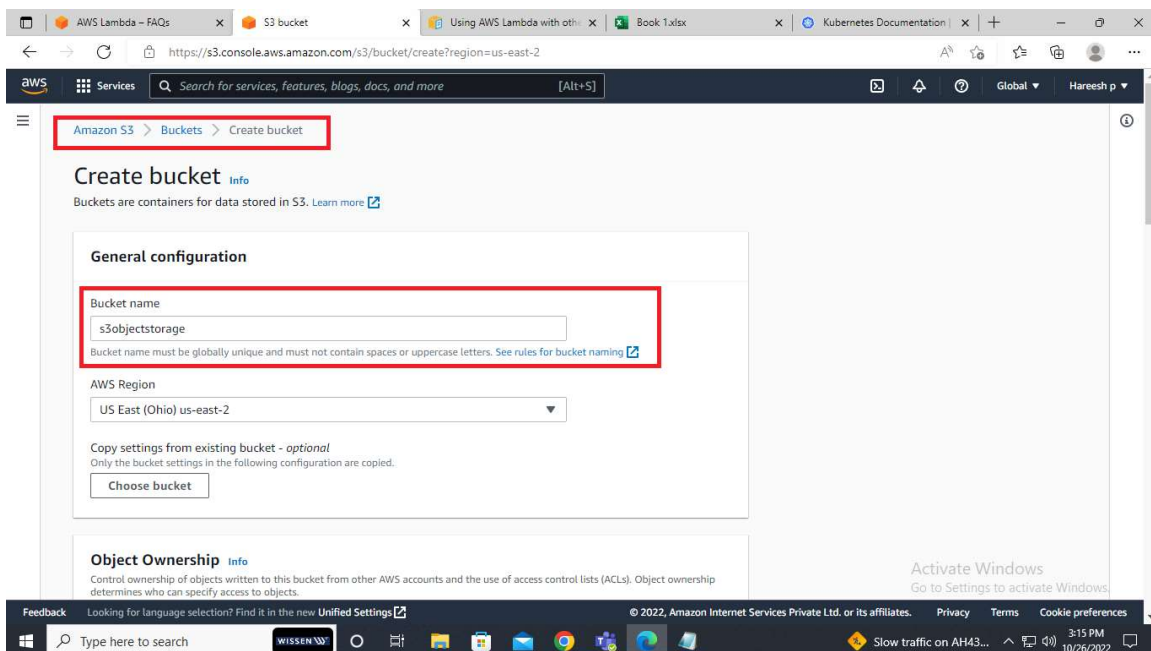 AWS Lambda – FAQs
S3 bucket
Using AWS Lambda with othe
Book 1.xlsx
Kubernetes Documentation |
https://s3.console.aws.amazon.com/s3/bucket/create?region=us-east-2
aws
Services
Search for services, features, blogs, docs, and more
[Alt+S]
Global
Hareesh p
Amazon S3 > Buckets > Create bucket
Create bucket Info
Buckets are containers for data stored in S3. Learn more
General configuration
Bucket name
s3objectstorage
Bucket name must be globally unique and must not contain spaces or uppercase letters. See rules for bucket naming
AWS Region
US East (Ohio) us-east-2
Copy settings from existing bucket - optional
Only the bucket settings in the following configuration are copied.
Choose bucket
Object Ownership Info
Control ownership of objects written to this bucket from other AWS accounts and the use of access control lists (ACLs). Object ownership
determines who can specify access to objects.
Activate Windows
Go to Settings to activate Windows.
Feedback
Looking for language selection? Find it in the new Unified Settings
© 2022, Amazon Internet Services Private Ltd. or its affiliates.
Privacy
Terms
Cookie preferences
Type here to search
WISSEN
Slow traffic on AH43...
3:15 PM
10/26/2022